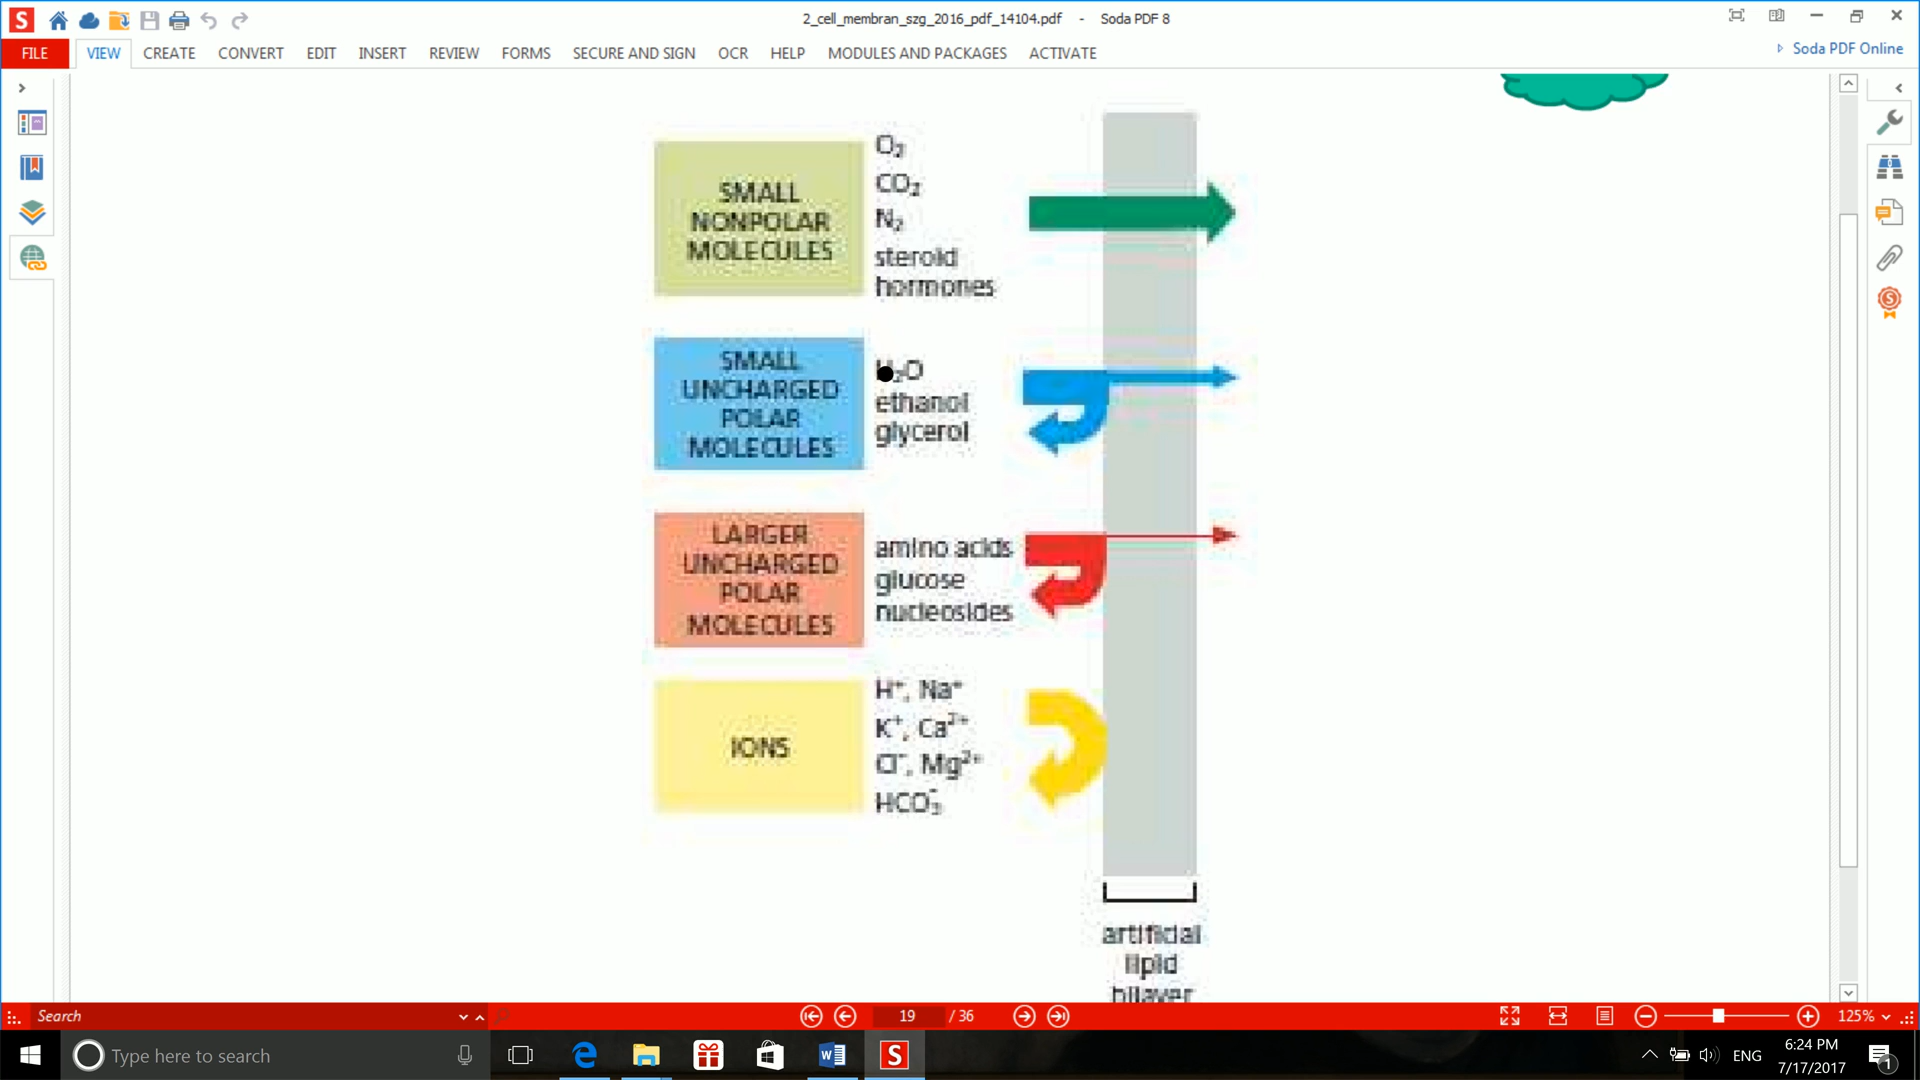 2_cell_membran_szg_2016_pdf_14104.pdf - Soda PDF 8
FILE VIEW CREATE CONVERT EDIT INSERT REVIEW FORMS SECURE AND SIGN OCR HELP MODULES AND PACKAGES ACTIVATE
Soda PDF Online
SMALL
NONPOLAR
MOLECULES
O₂
CO₂
N₂
steroid
hormones
SMALL
UNCHARGED
POLAR
MOLECULES
₂O
ethanol
glycerol
LARGER
UNCHARGED
POLAR
MOLECULES
amino acids
glucose
nucleosides
IONS
H⁺, Na⁺
K⁺, Ca²⁺
Cl⁻, Mg²⁺
HCO₃⁻
artificial
lipid
bilayer
Search
19 / 36
125%
Type here to search
ENG
6:24 PM
7/17/2017
1